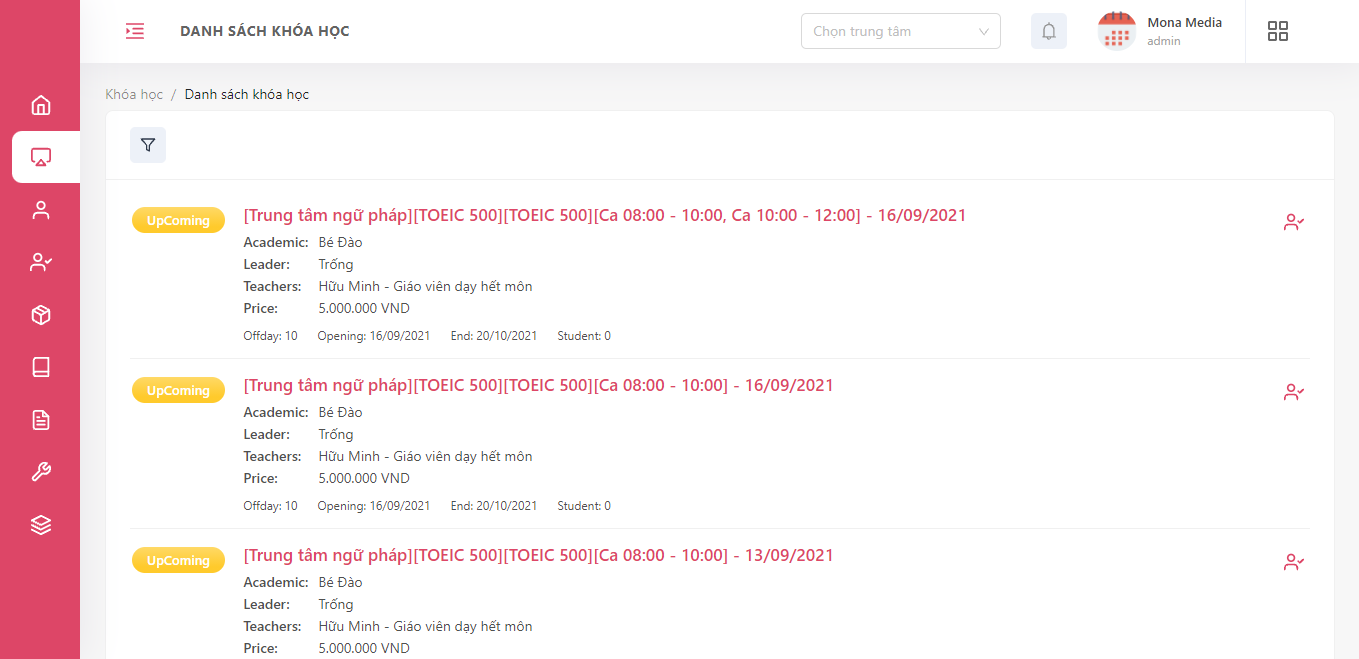 DANH SÁCH KHÓA HỌC
Chọn trung tâm
Mona Media
admin
Khóa học / Danh sách khóa học
UpComing
[Trung tâm ngữ pháp][TOEIC 500][TOEIC 500][Ca 08:00 - 10:00, Ca 10:00 - 12:00] - 16/09/2021
Academic: Bé Đào
Leader: Trống
Teachers: Hữu Minh - Giáo viên dạy hết môn
Price: 5.000.000 VND
Offday: 10 Opening: 16/09/2021 End: 20/10/2021 Student: 0
UpComing
[Trung tâm ngữ pháp][TOEIC 500][TOEIC 500][Ca 08:00 - 10:00] - 16/09/2021
Academic: Bé Đào
Leader: Trống
Teachers: Hữu Minh - Giáo viên dạy hết môn
Price: 5.000.000 VND
Offday: 10 Opening: 16/09/2021 End: 20/10/2021 Student: 0
UpComing
[Trung tâm ngữ pháp][TOEIC 500][TOEIC 500][Ca 08:00 - 10:00] - 13/09/2021
Academic: Bé Đào
Leader: Trống
Teachers: Hữu Minh - Giáo viên dạy hết môn
Price: 5.000.000 VND